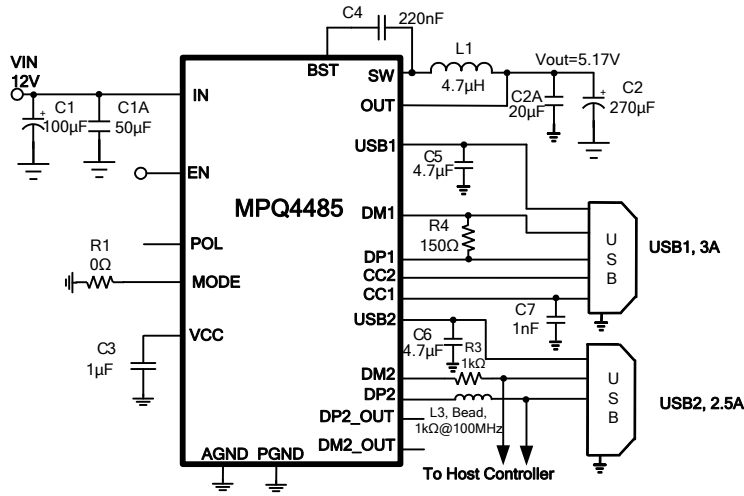 C4
220nF
VIN
12V
BST
SW
L1
4.7µH
Vout=5.17V
C1
100µF
C1A
50µF
IN
OUT
C2A
20µF
C2
270µF
USB1
C5
4.7µF
EN
MPQ4485
DM1
R4
150Ω
POL
DP1
USB
USB1, 3A
R1
0Ω
MODE
CC2
CC1
C7
1nF
USB2
VCC
C3
1µF
C6
4.7µF
R3
1kΩ
DM2
DP2
USB
USB2, 2.5A
L3, Bead,
1kΩ@100MHz
DP2_OUT
DM2_OUT
AGND
PGND
To Host Controller